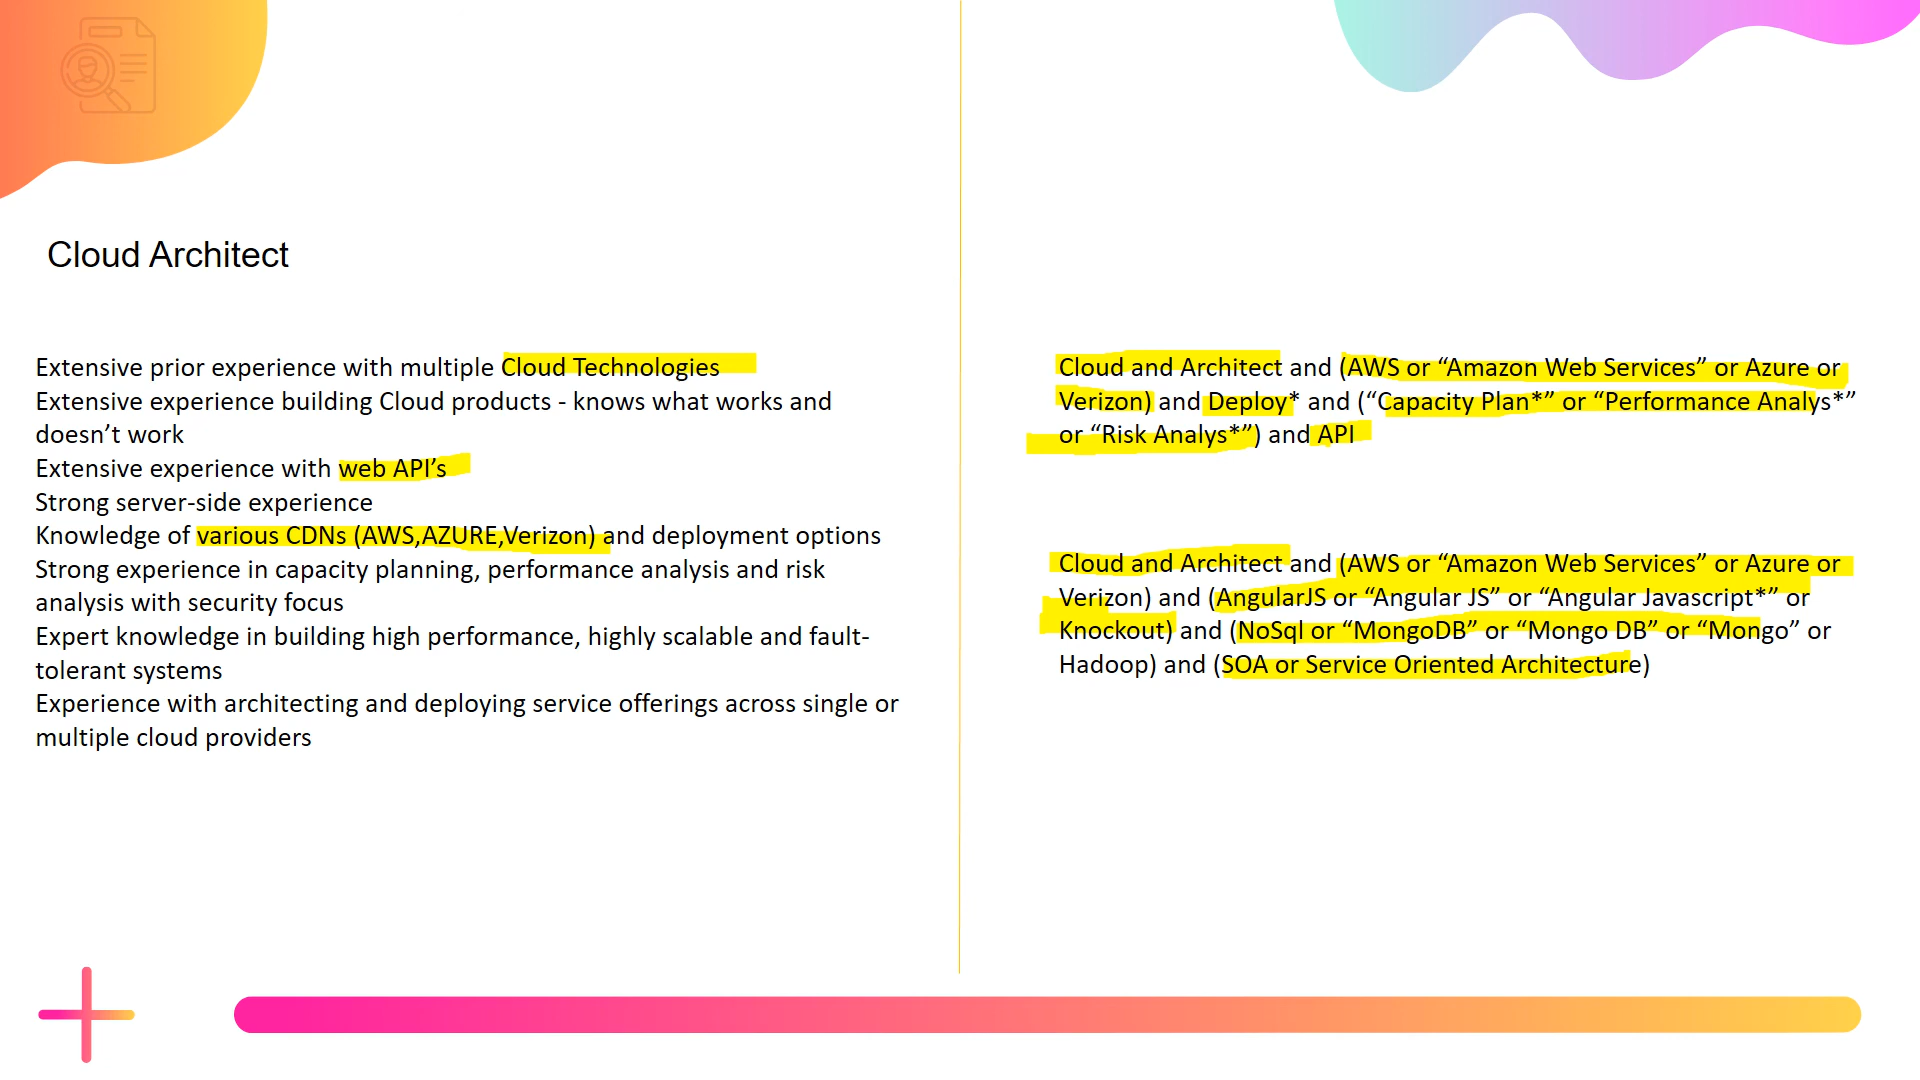 Cloud Architect
Extensive prior experience with multiple Cloud Technologies
Extensive experience building Cloud products - knows what works and
doesn’t work
Extensive experience with web API’s
Strong server-side experience
Knowledge of various CDNs (AWS,AZURE,Verizon) and deployment options
Strong experience in capacity planning, performance analysis and risk
analysis with security focus
Expert knowledge in building high performance, highly scalable and fault-
tolerant systems
Experience with architecting and deploying service offerings across single or
multiple cloud providers
Cloud and Architect and (AWS or “Amazon Web Services” or Azure or
Verizon) and Deploy* and (“Capacity Plan*” or “Performance Analys*”
or “Risk Analys*”) and API
Cloud and Architect and (AWS or “Amazon Web Services” or Azure or
Verizon) and (AngularJS or “Angular JS” or “Angular Javascript*” or
Knockout) and (NoSql or “MongoDB” or “Mongo DB” or “Mongo” or
Hadoop) and (SOA or Service Oriented Architecture)